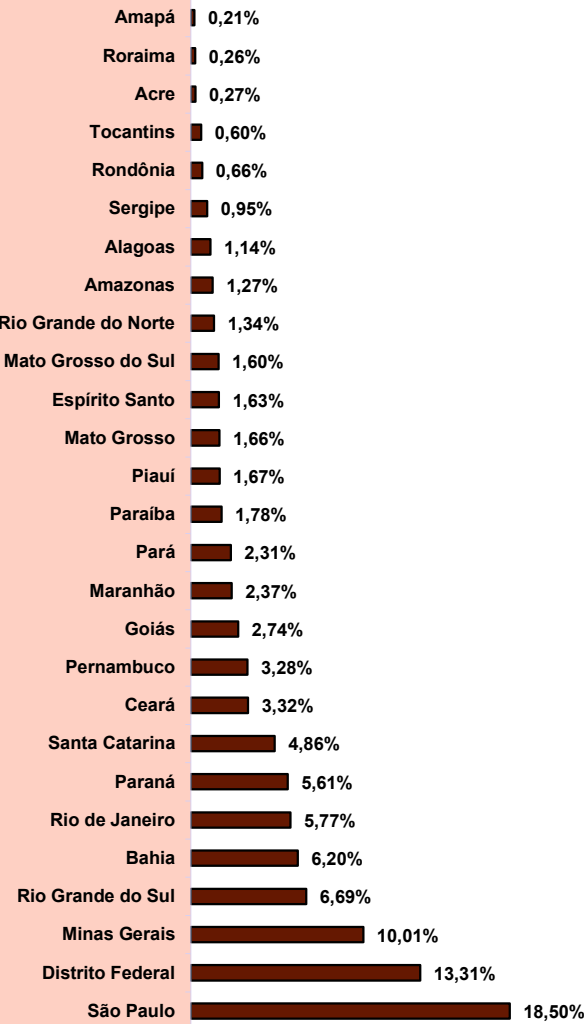 Amapá 0,21%
Roraima 0,26%
Acre 0,27%
Tocantins 0,60%
Rondônia 0,66%
Sergipe 0,95%
Alagoas 1,14%
Amazonas 1,27%
Rio Grande do Norte 1,34%
Mato Grosso do Sul 1,60%
Espírito Santo 1,63%
Mato Grosso 1,66%
Piauí 1,67%
Paraíba 1,78%
Pará 2,31%
Maranhão 2,37%
Goiás 2,74%
Pernambuco 3,28%
Ceará 3,32%
Santa Catarina 4,86%
Paraná 5,61%
Rio de Janeiro 5,77%
Bahia 6,20%
Rio Grande do Sul 6,69%
Minas Gerais 10,01%
Distrito Federal 13,31%
São Paulo 18,50%